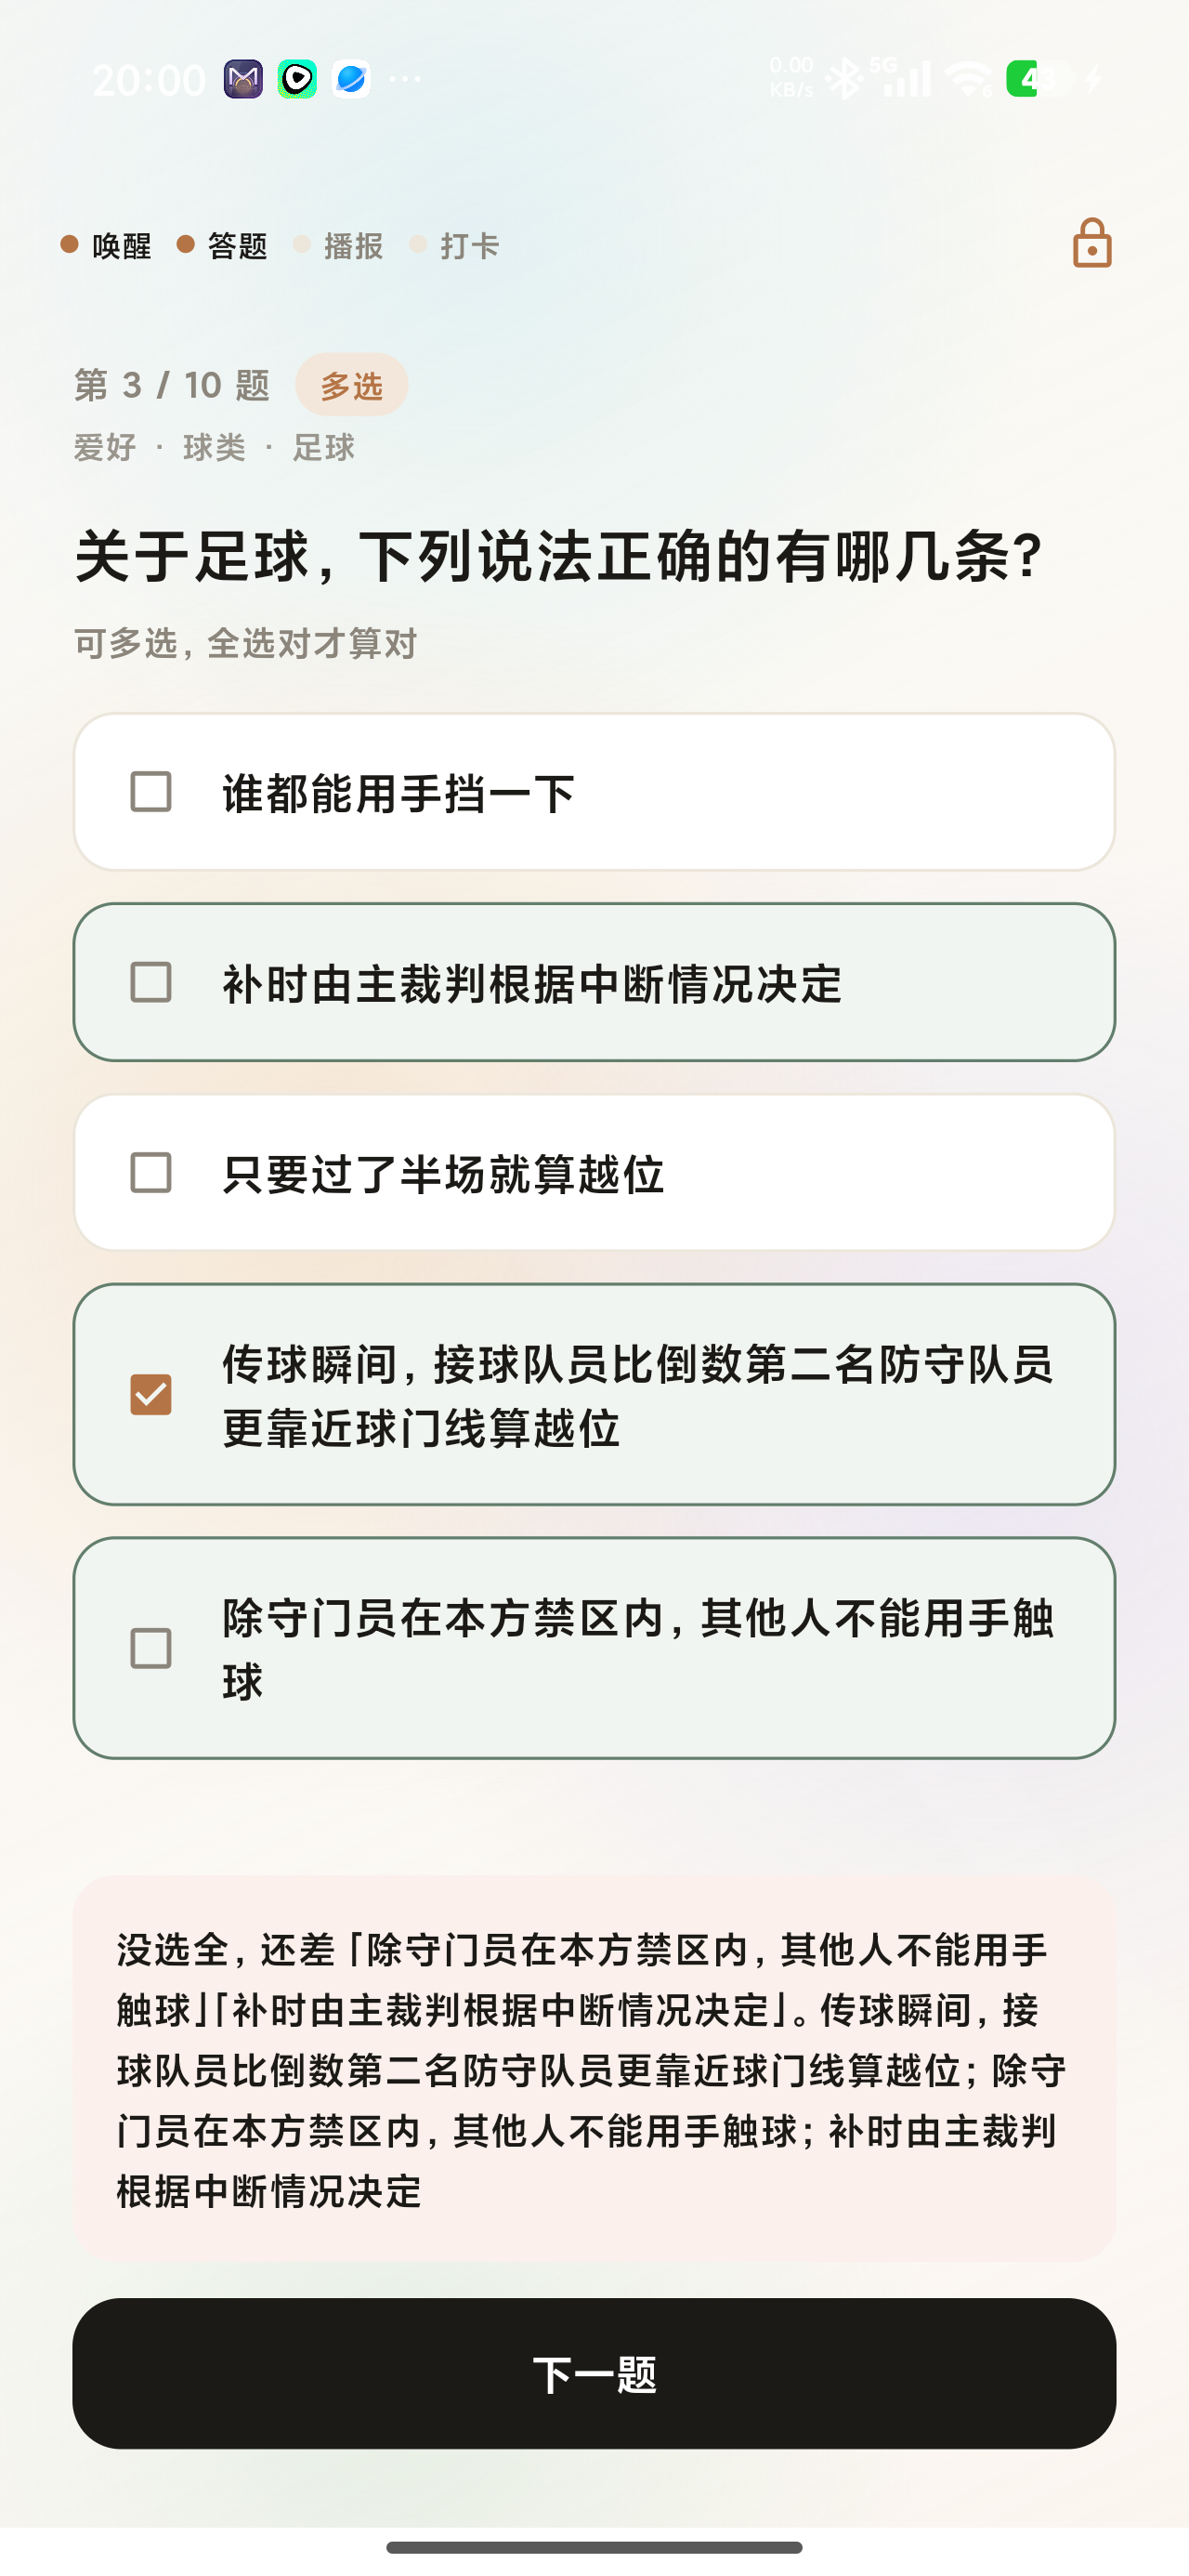 20:00 ···
0.00 KB/s 5G 6 43
唤醒 答题 播报 打卡
第 3 / 10 题 多选
爱好 · 球类 · 足球
关于足球，下列说法正确的有哪几条？
可多选，全选对才算对
谁都能用手挡一下
补时由主裁判根据中断情况决定
只要过了半场就算越位
传球瞬间，接球队员比倒数第二名防守队员
更靠近球门线算越位
除守门员在本方禁区内，其他人不能用手触
球
没选全，还差「除守门员在本方禁区内，其他人不能用手
触球」「补时由主裁判根据中断情况决定」。传球瞬间，接
球队员比倒数第二名防守队员更靠近球门线算越位；除守
门员在本方禁区内，其他人不能用手触球；补时由主裁判
根据中断情况决定
下一题